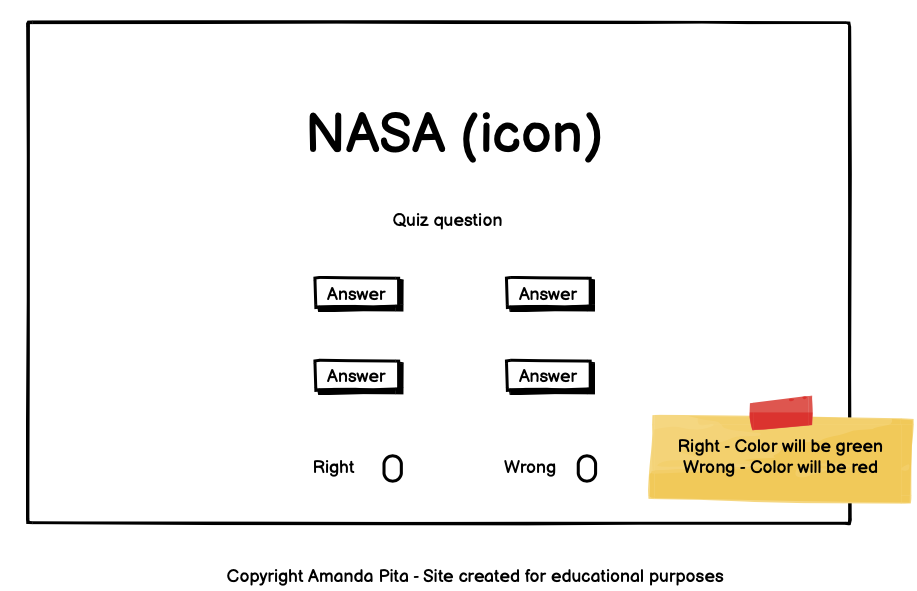 NASA (icon)
Quiz question
Answer Answer
Answer Answer
Right 0 Wrong 0
Right - Color will be green
Wrong - Color will be red
Copyright Amanda Pita - Site created for educational purposes